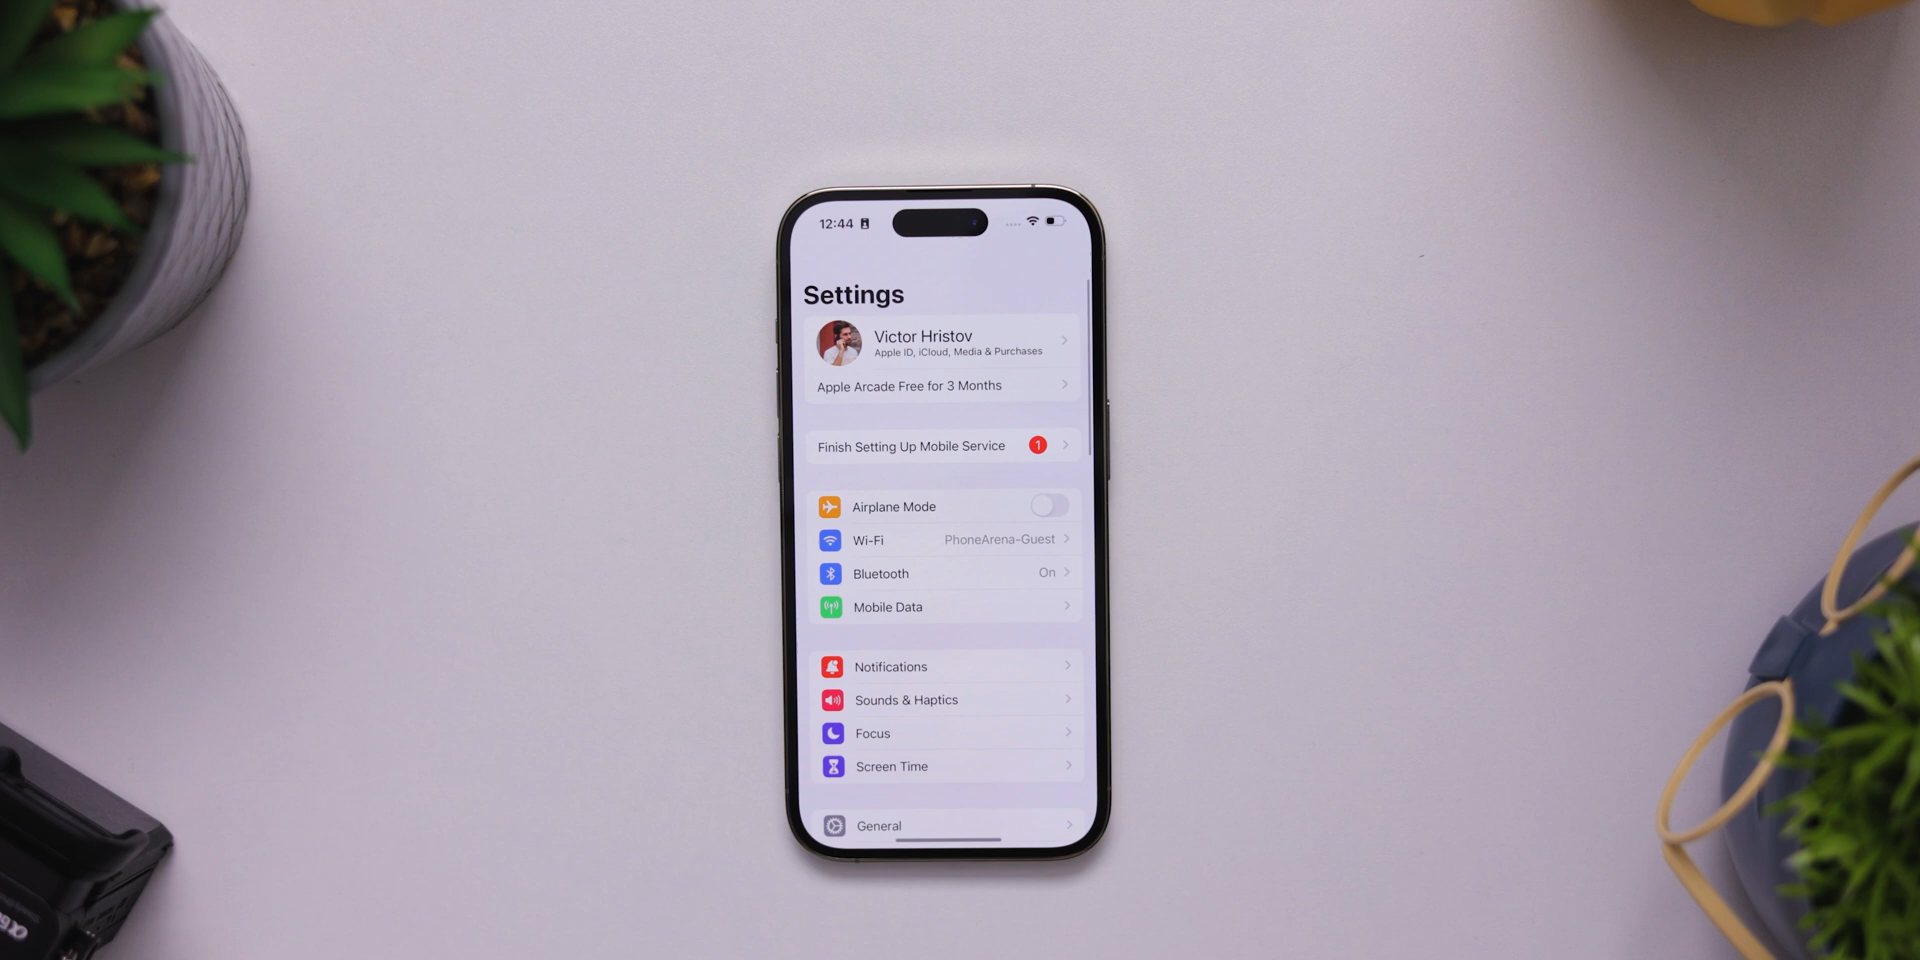 12:44
Settings
Victor Hristov
Apple ID, iCloud, Media & Purchases
Apple Arcade Free for 3 Months
Finish Setting Up Mobile Service 1
Airplane Mode
Wi-Fi PhoneArena-Guest
Bluetooth On
Mobile Data
Notifications
Sounds & Haptics
Focus
Screen Time
General